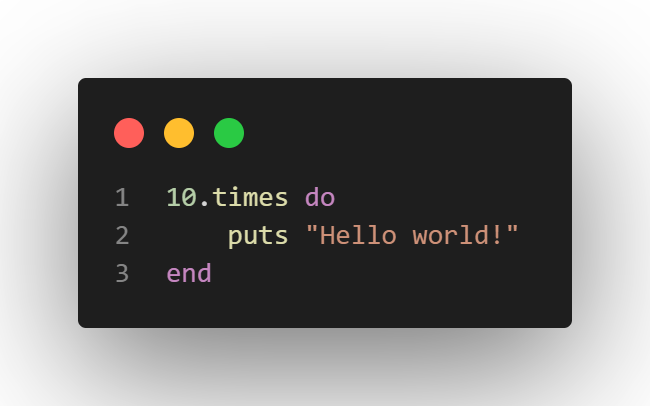 1 10.times do
2     puts "Hello world!"
3 end